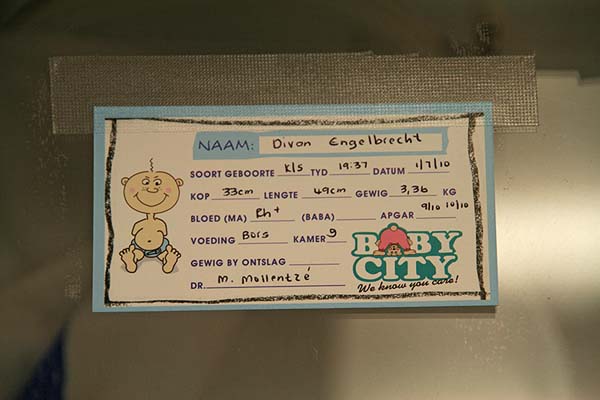 NAAM: Divan Engelbrecht
SOORT GEBOORTE K/s TYD 19:37 DATUM 1/7/10
KOP 33cm LENGTE 49cm GEWIG 3,36 KG
BLOED (MA) Rh+ (BABA) APGAR 9/10 10/10
VOEDING Bors KAMER 9
GEWIG BY ONTSLAG
DR. M. Mollentzé
BABY
CITY
We know you care!